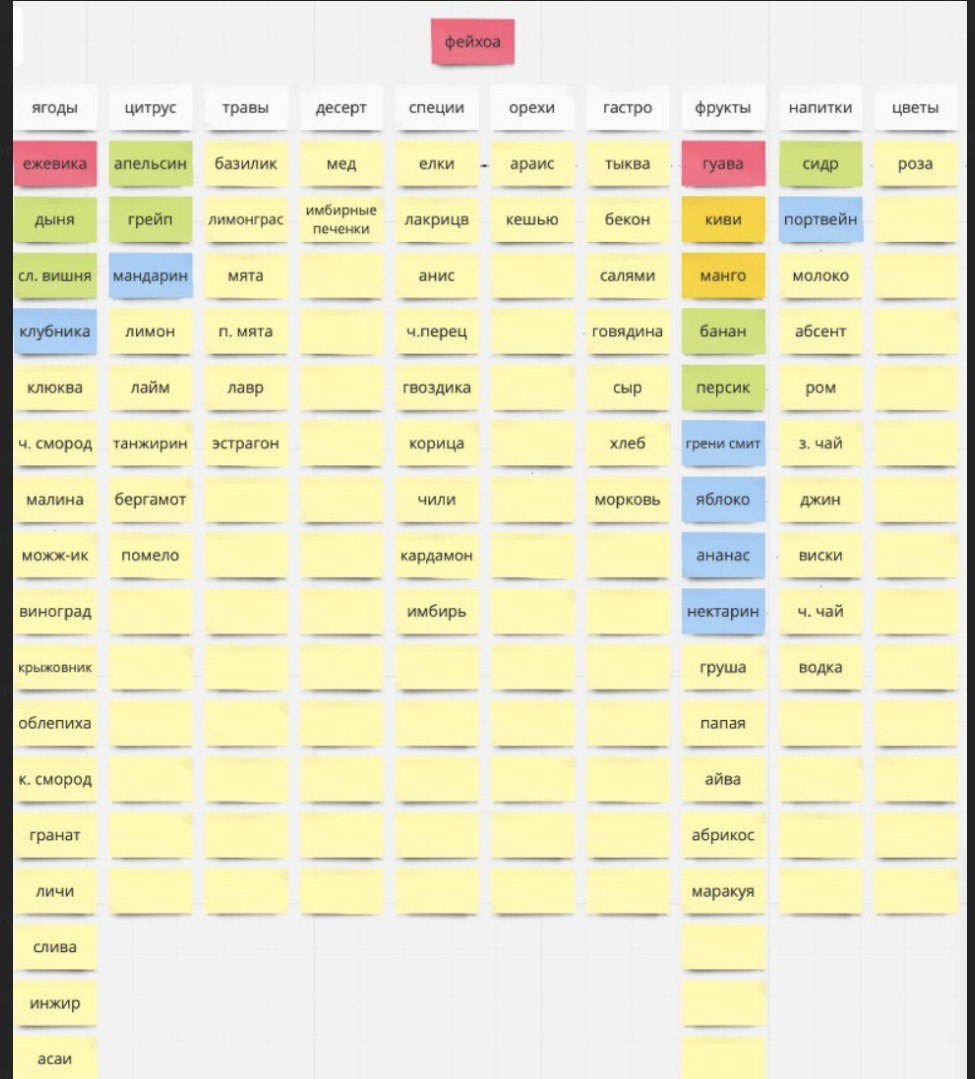 фейхоа
ягоды цитрус травы десерт специи орехи гастро фрукты напитки цветы
ежевика апельсин базилик мед елки араис тыква гуава сидр роза
дыня грейп лимонграс имбирные печенки лакрицв кешью бекон киви портвейн
сл. вишня мандарин мята анис салями манго молоко
клубника лимон п. мята ч.перец говядина банан абсент
клюква лайм лавр гвоздика сыр персик ром
ч. смород танжирин эстрагон корица хлеб грени смит з. чай
малина бергамот чили морковь яблоко джин
можж-ик помело кардамон ананас виски
виноград имбирь нектарин ч. чай
крыжовник груша водка
облепиха папая
к. смород айва
гранат абрикос
личи маракуя
слива
инжир
асаи